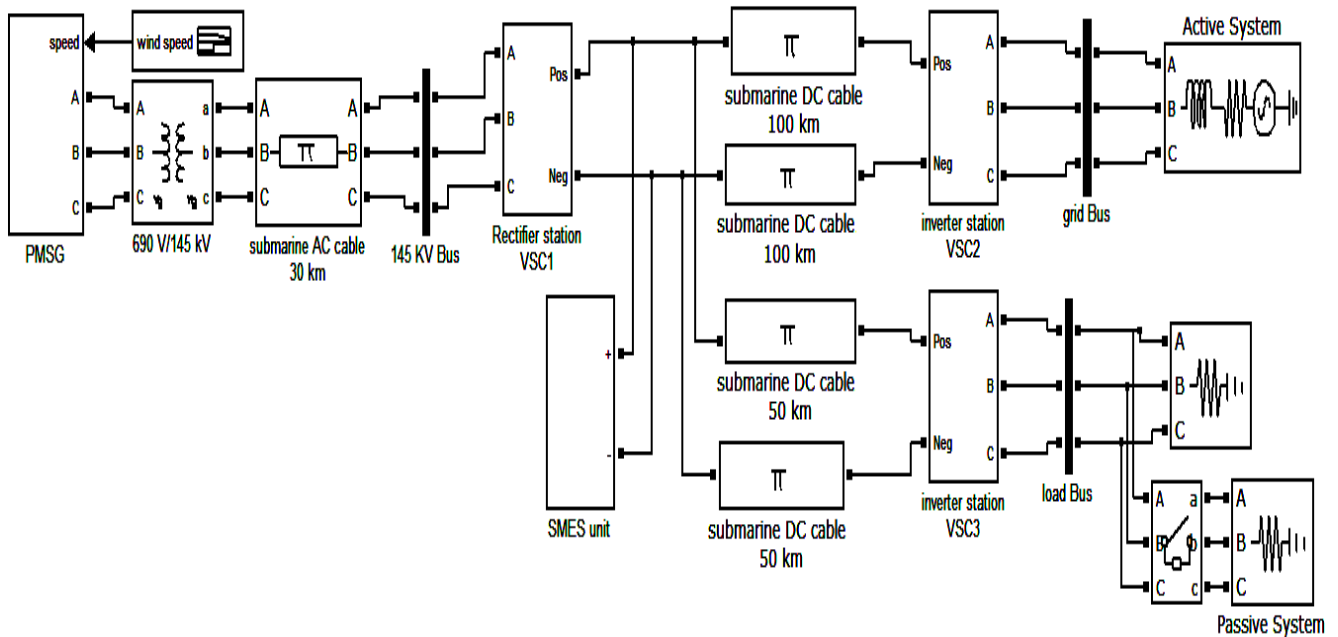 speed
wind speed
A
B
C
PMSG
A
B
C
a
b
c
690 V/145 kV
A
B
C
π
A
B
C
submarine AC cable
30 km
145 KV Bus
A
B
C
Pos
Neg
Rectifier station
VSC1
+
-
SMES unit
π
submarine DC cable
100 km
π
submarine DC cable
100 km
π
submarine DC cable
50 km
π
submarine DC cable
50 km
Pos
Neg
A
B
C
inverter station
VSC2
grid Bus
Active System
A
B
C
Pos
Neg
A
B
C
inverter station
VSC3
load Bus
A
B
C
A
B
C
a
b
c
A
B
C
Passive System